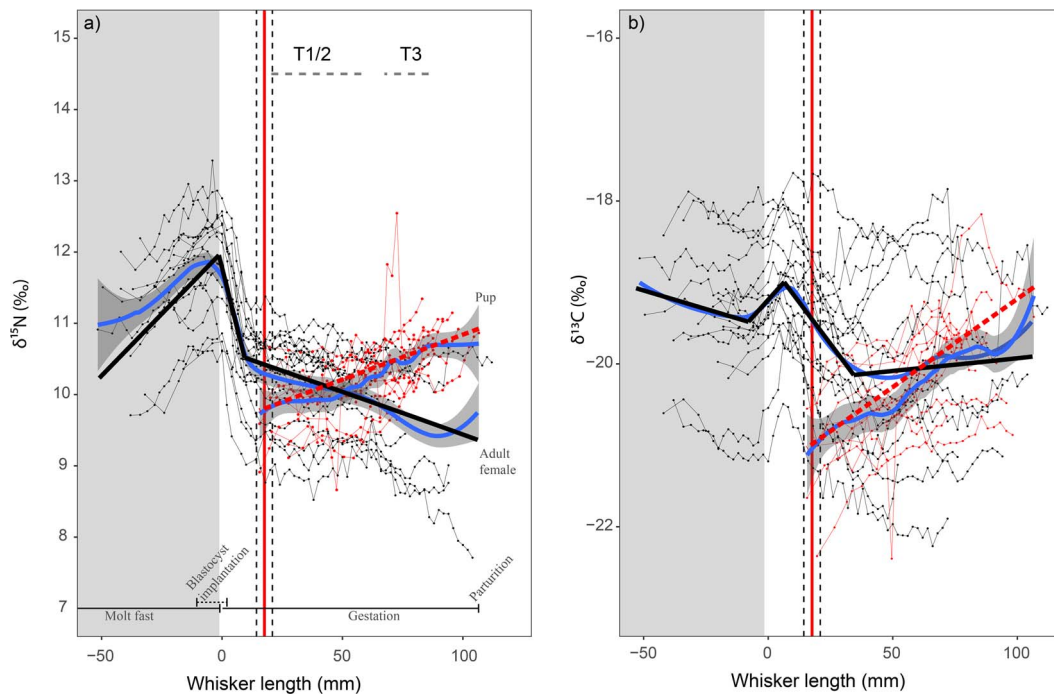 a)
T1/2
T3
15
14
13
12
11
10
9
8
7
δ¹⁵N (‰)
Pup
Adult
female
Blastocyst
implantation
Parturition
Molt fast
Gestation
−50
0
50
100
Whisker length (mm)
b)
−16
−18
−20
−22
δ¹³C (‰)
−50
0
50
100
Whisker length (mm)